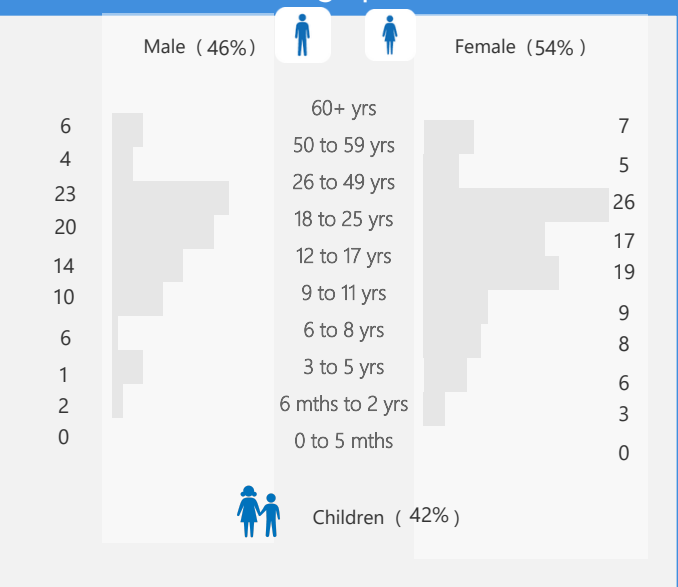 Male ( 46% )
Female (54% )
60+ yrs
6
7
50 to 59 yrs
4
5
26 to 49 yrs
23
26
18 to 25 yrs
20
17
12 to 17 yrs
14
19
9 to 11 yrs
10
9
6 to 8 yrs
6
8
3 to 5 yrs
1
6
6 mths to 2 yrs
2
3
0 to 5 mths
0
0
Children ( 42% )